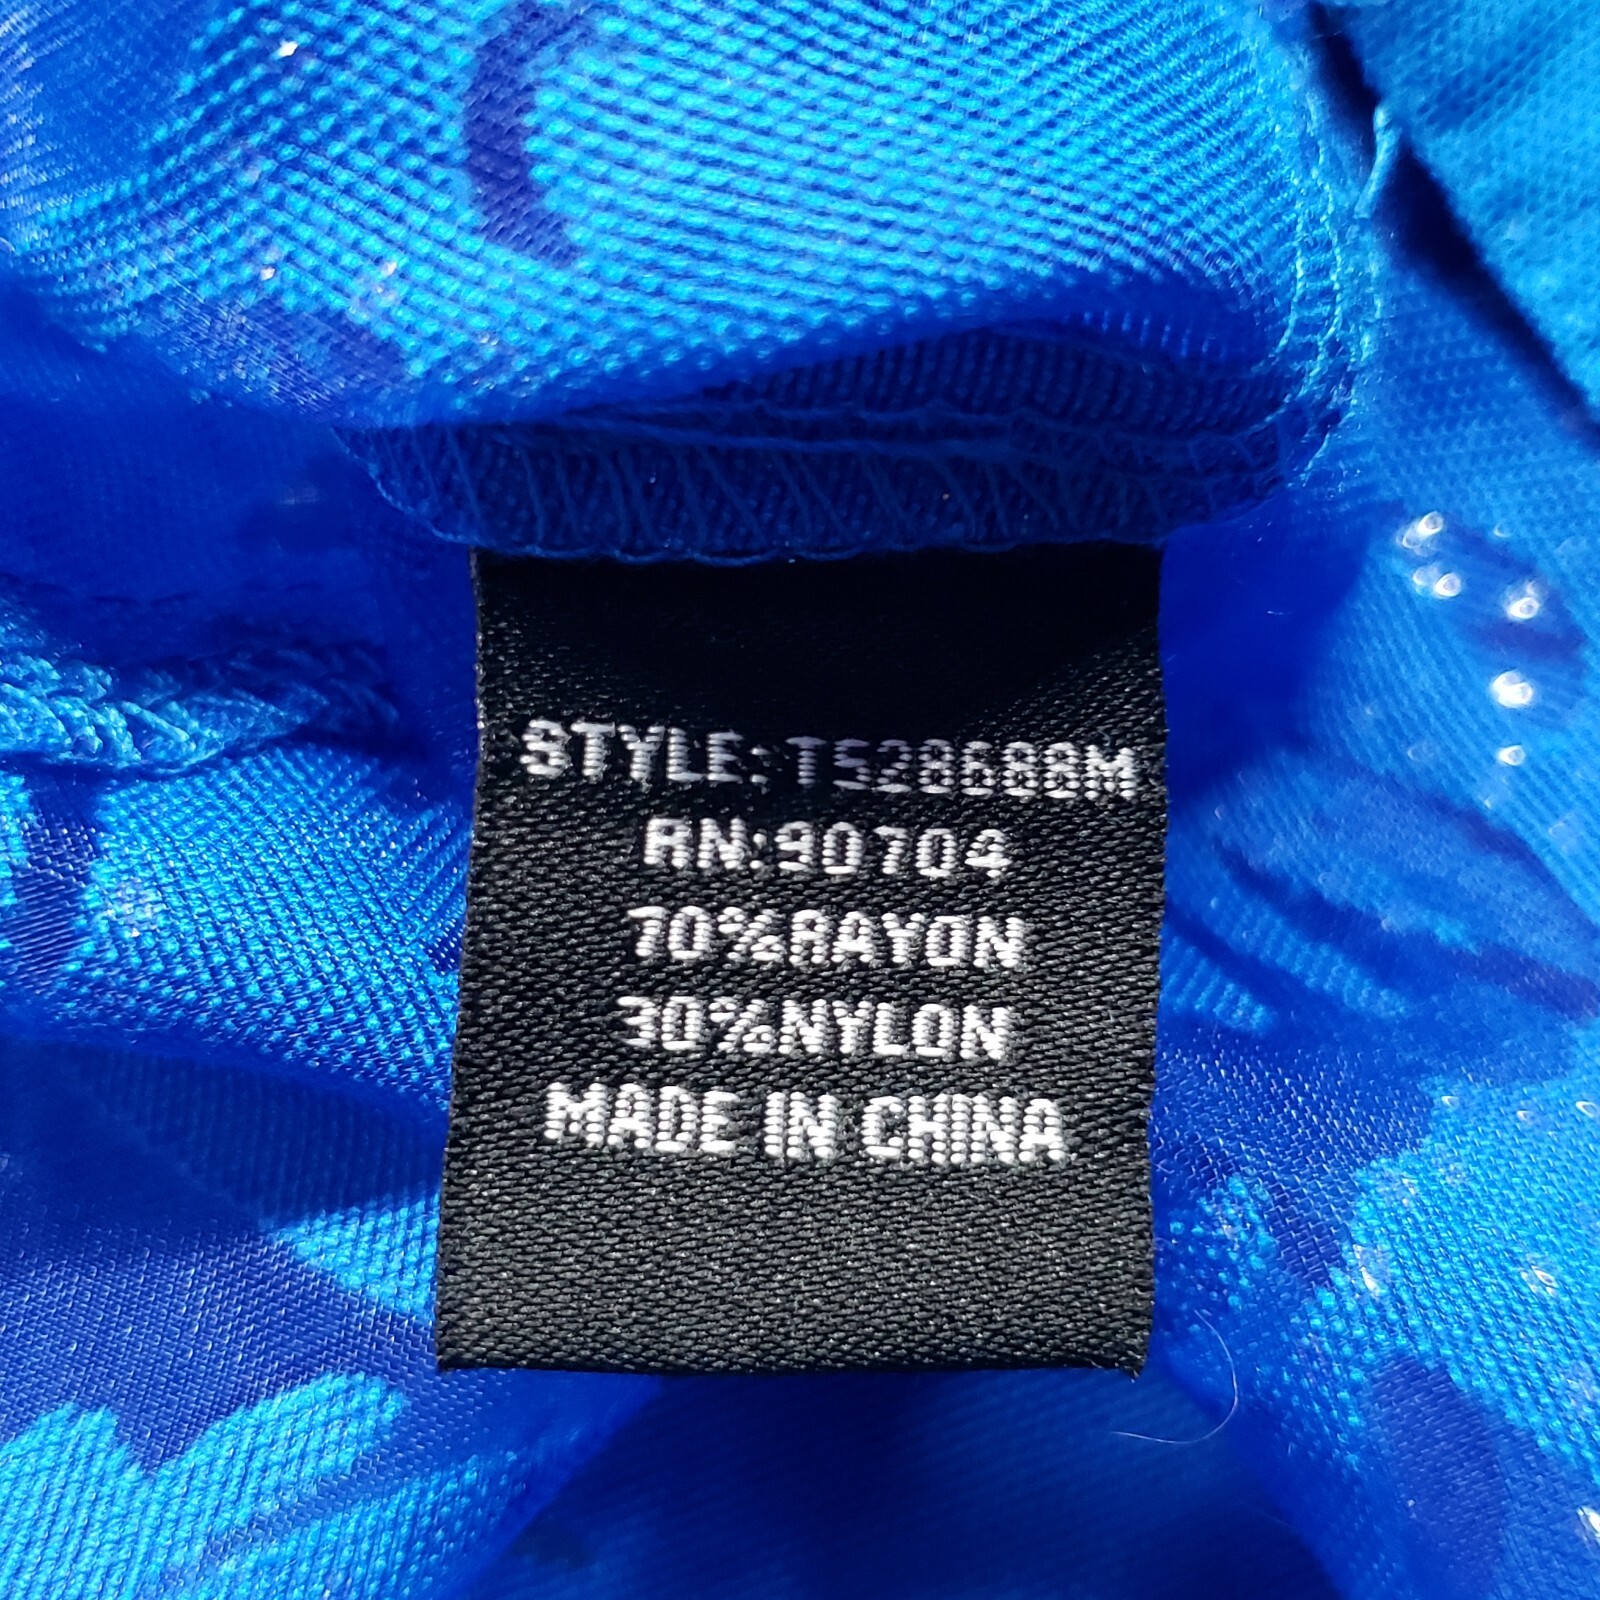 STYLE: T528688M
RN:90704
70%RAYON
30%NYLON
MADE IN CHINA